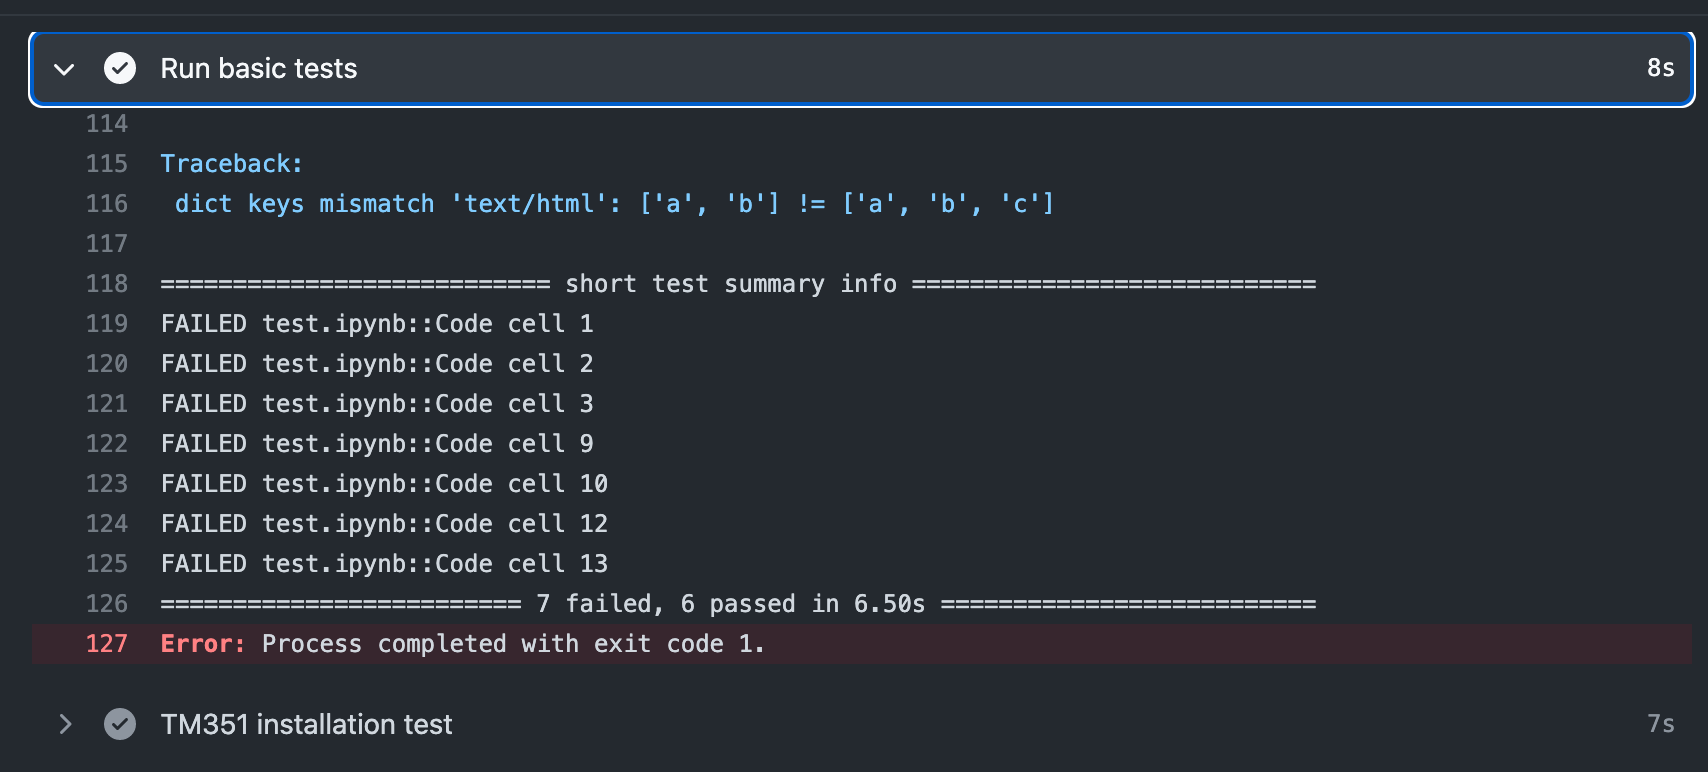 Run basic tests 8s
114
115 Traceback:
116 dict keys mismatch 'text/html': ['a', 'b'] != ['a', 'b', 'c']
117
118 =========================== short test summary info ============================
119 FAILED test.ipynb::Code cell 1
120 FAILED test.ipynb::Code cell 2
121 FAILED test.ipynb::Code cell 3
122 FAILED test.ipynb::Code cell 9
123 FAILED test.ipynb::Code cell 10
124 FAILED test.ipynb::Code cell 12
125 FAILED test.ipynb::Code cell 13
126 ========================= 7 failed, 6 passed in 6.50s ==========================
127 Error: Process completed with exit code 1.
TM351 installation test 7s